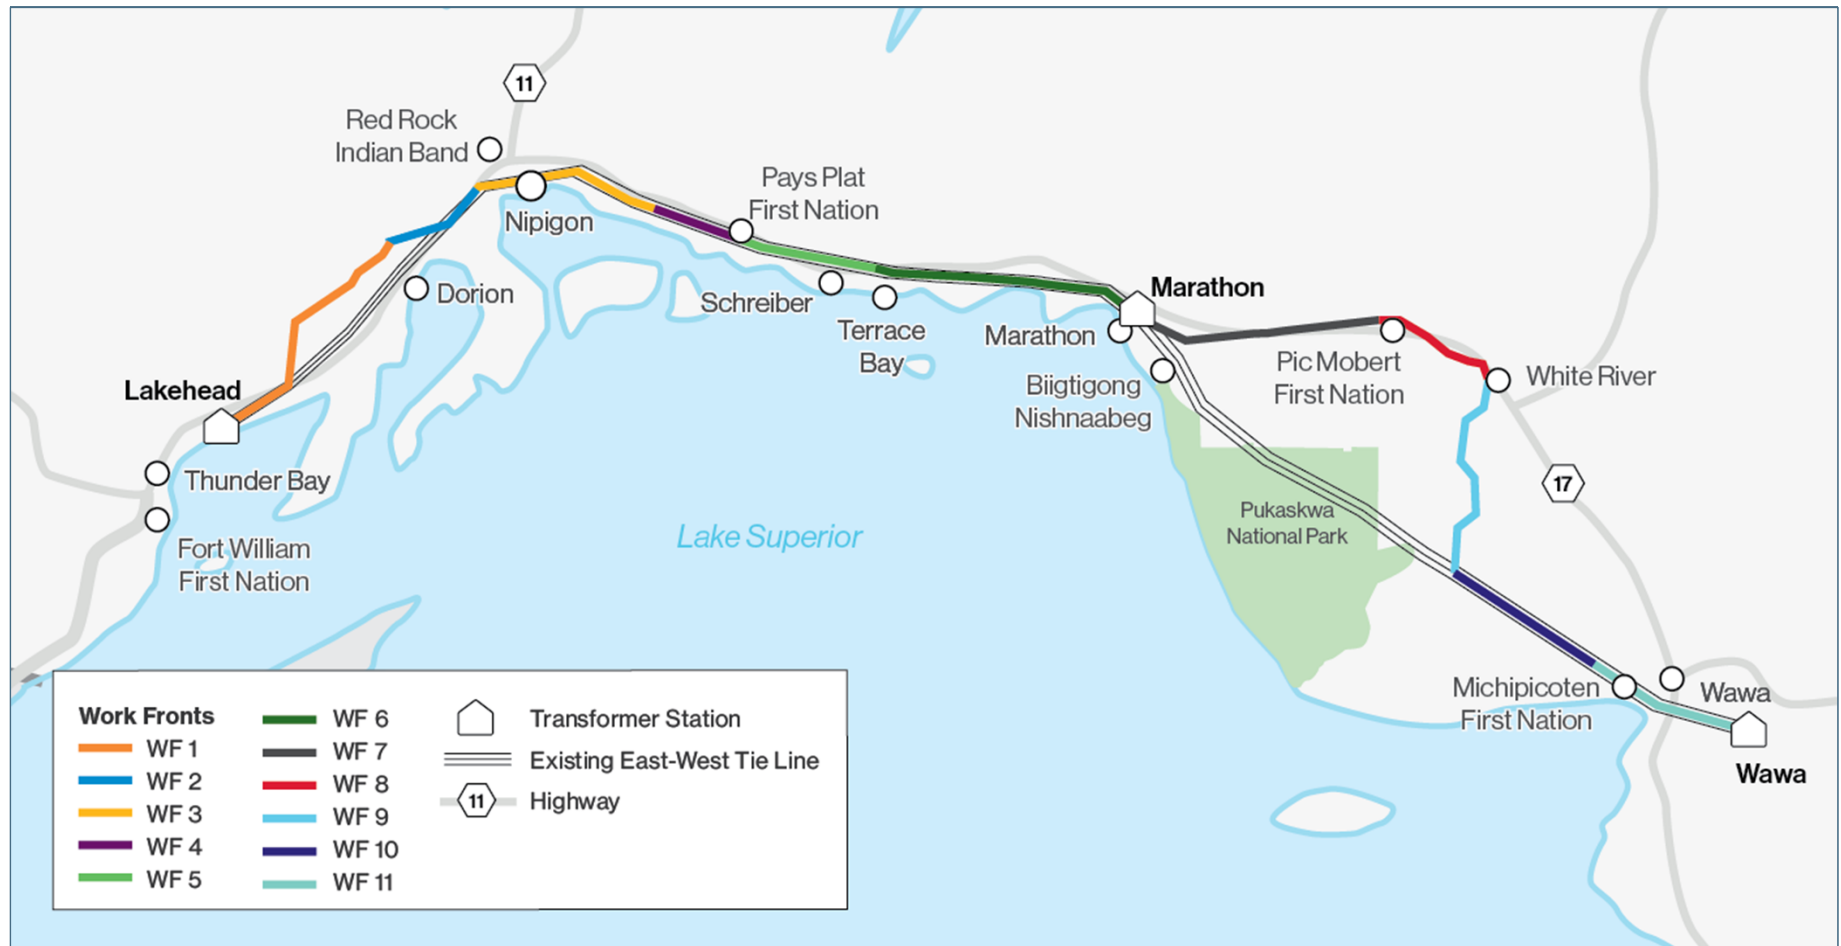 11
Red Rock
Indian Band
Pays Plat
First Nation
Nipigon
Dorion
Schreiber
Terrace
Bay
Marathon
Marathon
Biigtigong
Nishnaabeg
Pic Mobert
First Nation
White River
Lakehead
Thunder Bay
Fort William
First Nation
17
Pukaskwa
National Park
Lake Superior
Michipicoten
First Nation
Wawa
Wawa
Work Fronts
WF 1
WF 2
WF 3
WF 4
WF 5
WF 6
WF 7
WF 8
WF 9
WF 10
WF 11
Transformer Station
Existing East-West Tie Line
11
Highway